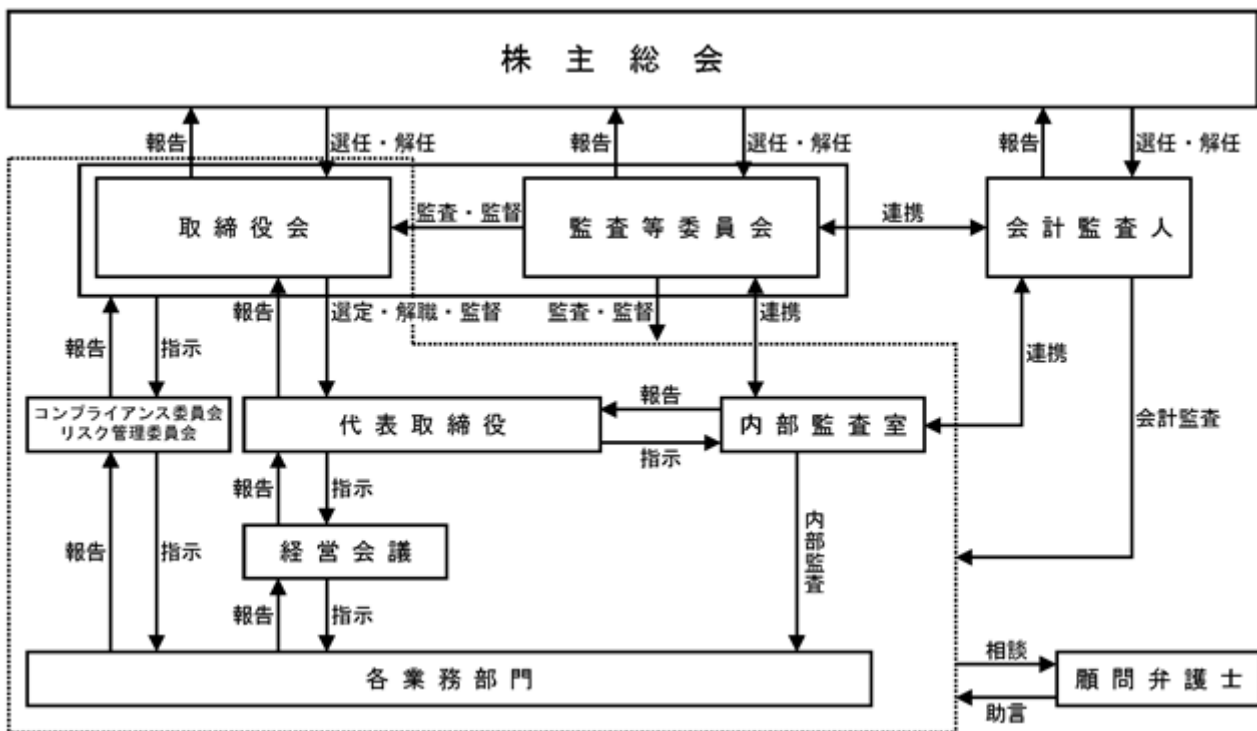 株主総会
報告
選任・解任
報告
選任・解任
報告
選任・解任
取締役会
監査・監督
監査等委員会
連携
会計監査人
報告
選定・解職・監督
監査・監督
連携
報告
指示
連携
コンプライアンス委員会
リスク管理委員会
代表取締役
報告
指示
内部監査室
会計監査
報告
指示
報告
指示
経営会議
内部監査
報告
指示
各業務部門
相談
助言
顧問弁護士